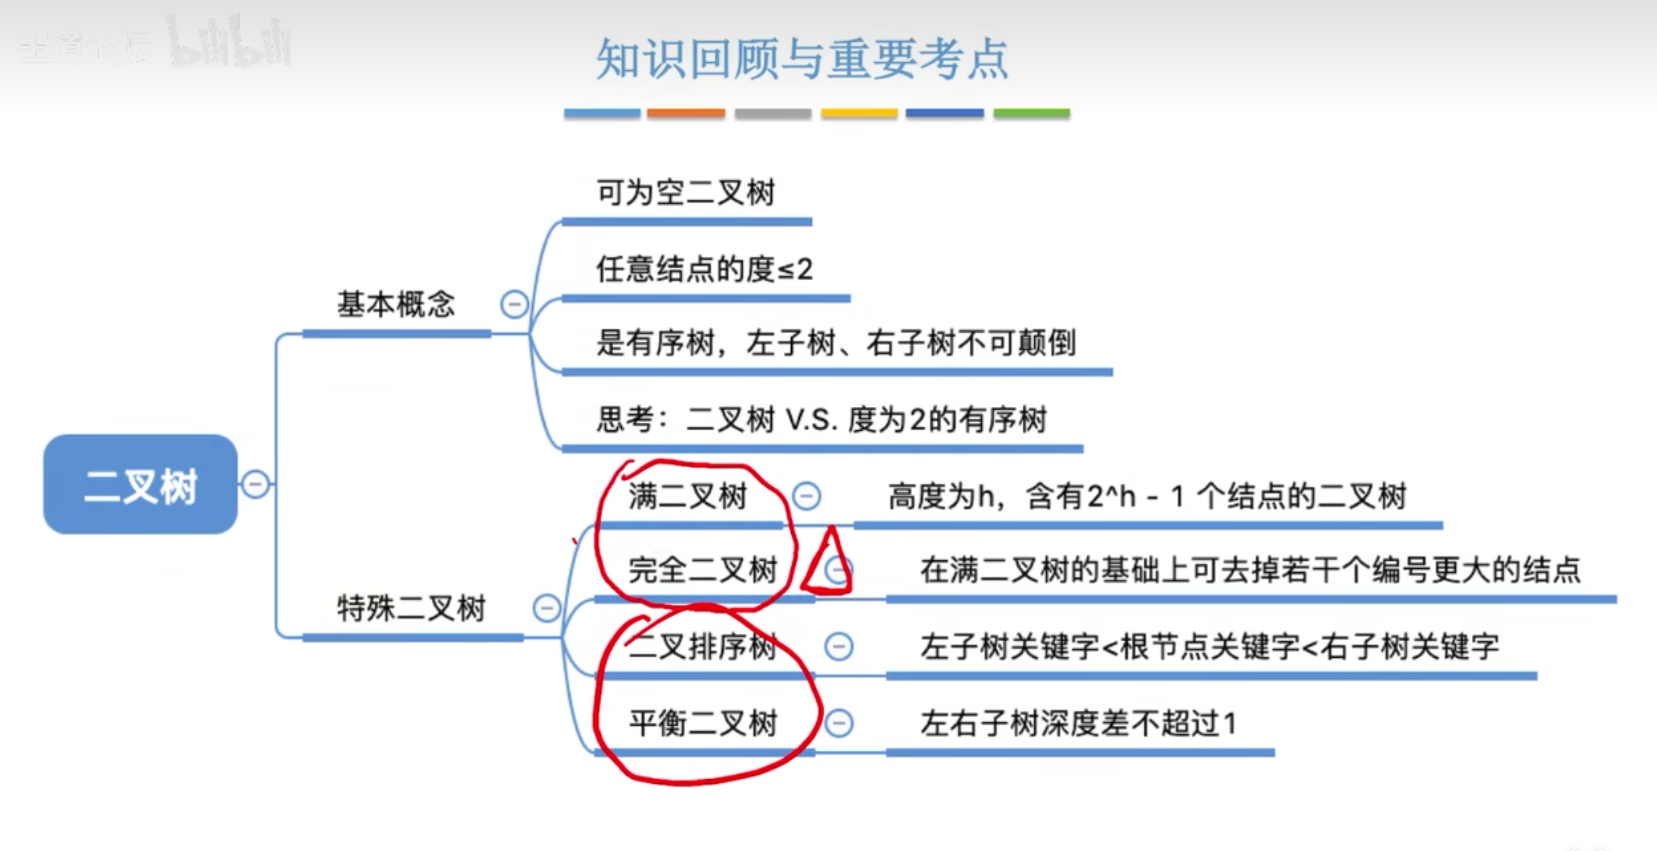 bilibili
知识回顾与重要考点
可为空二叉树
任意结点的度≤2
基本概念
是有序树，左子树、右子树不可颠倒
思考：二叉树 V.S. 度为2的有序树
二叉树
满二叉树
高度为h，含有2^h - 1 个结点的二叉树
完全二叉树
在满二叉树的基础上可去掉若干个编号更大的结点
特殊二叉树
二叉排序树
左子树关键字<根节点关键字<右子树关键字
平衡二叉树
左右子树深度差不超过1